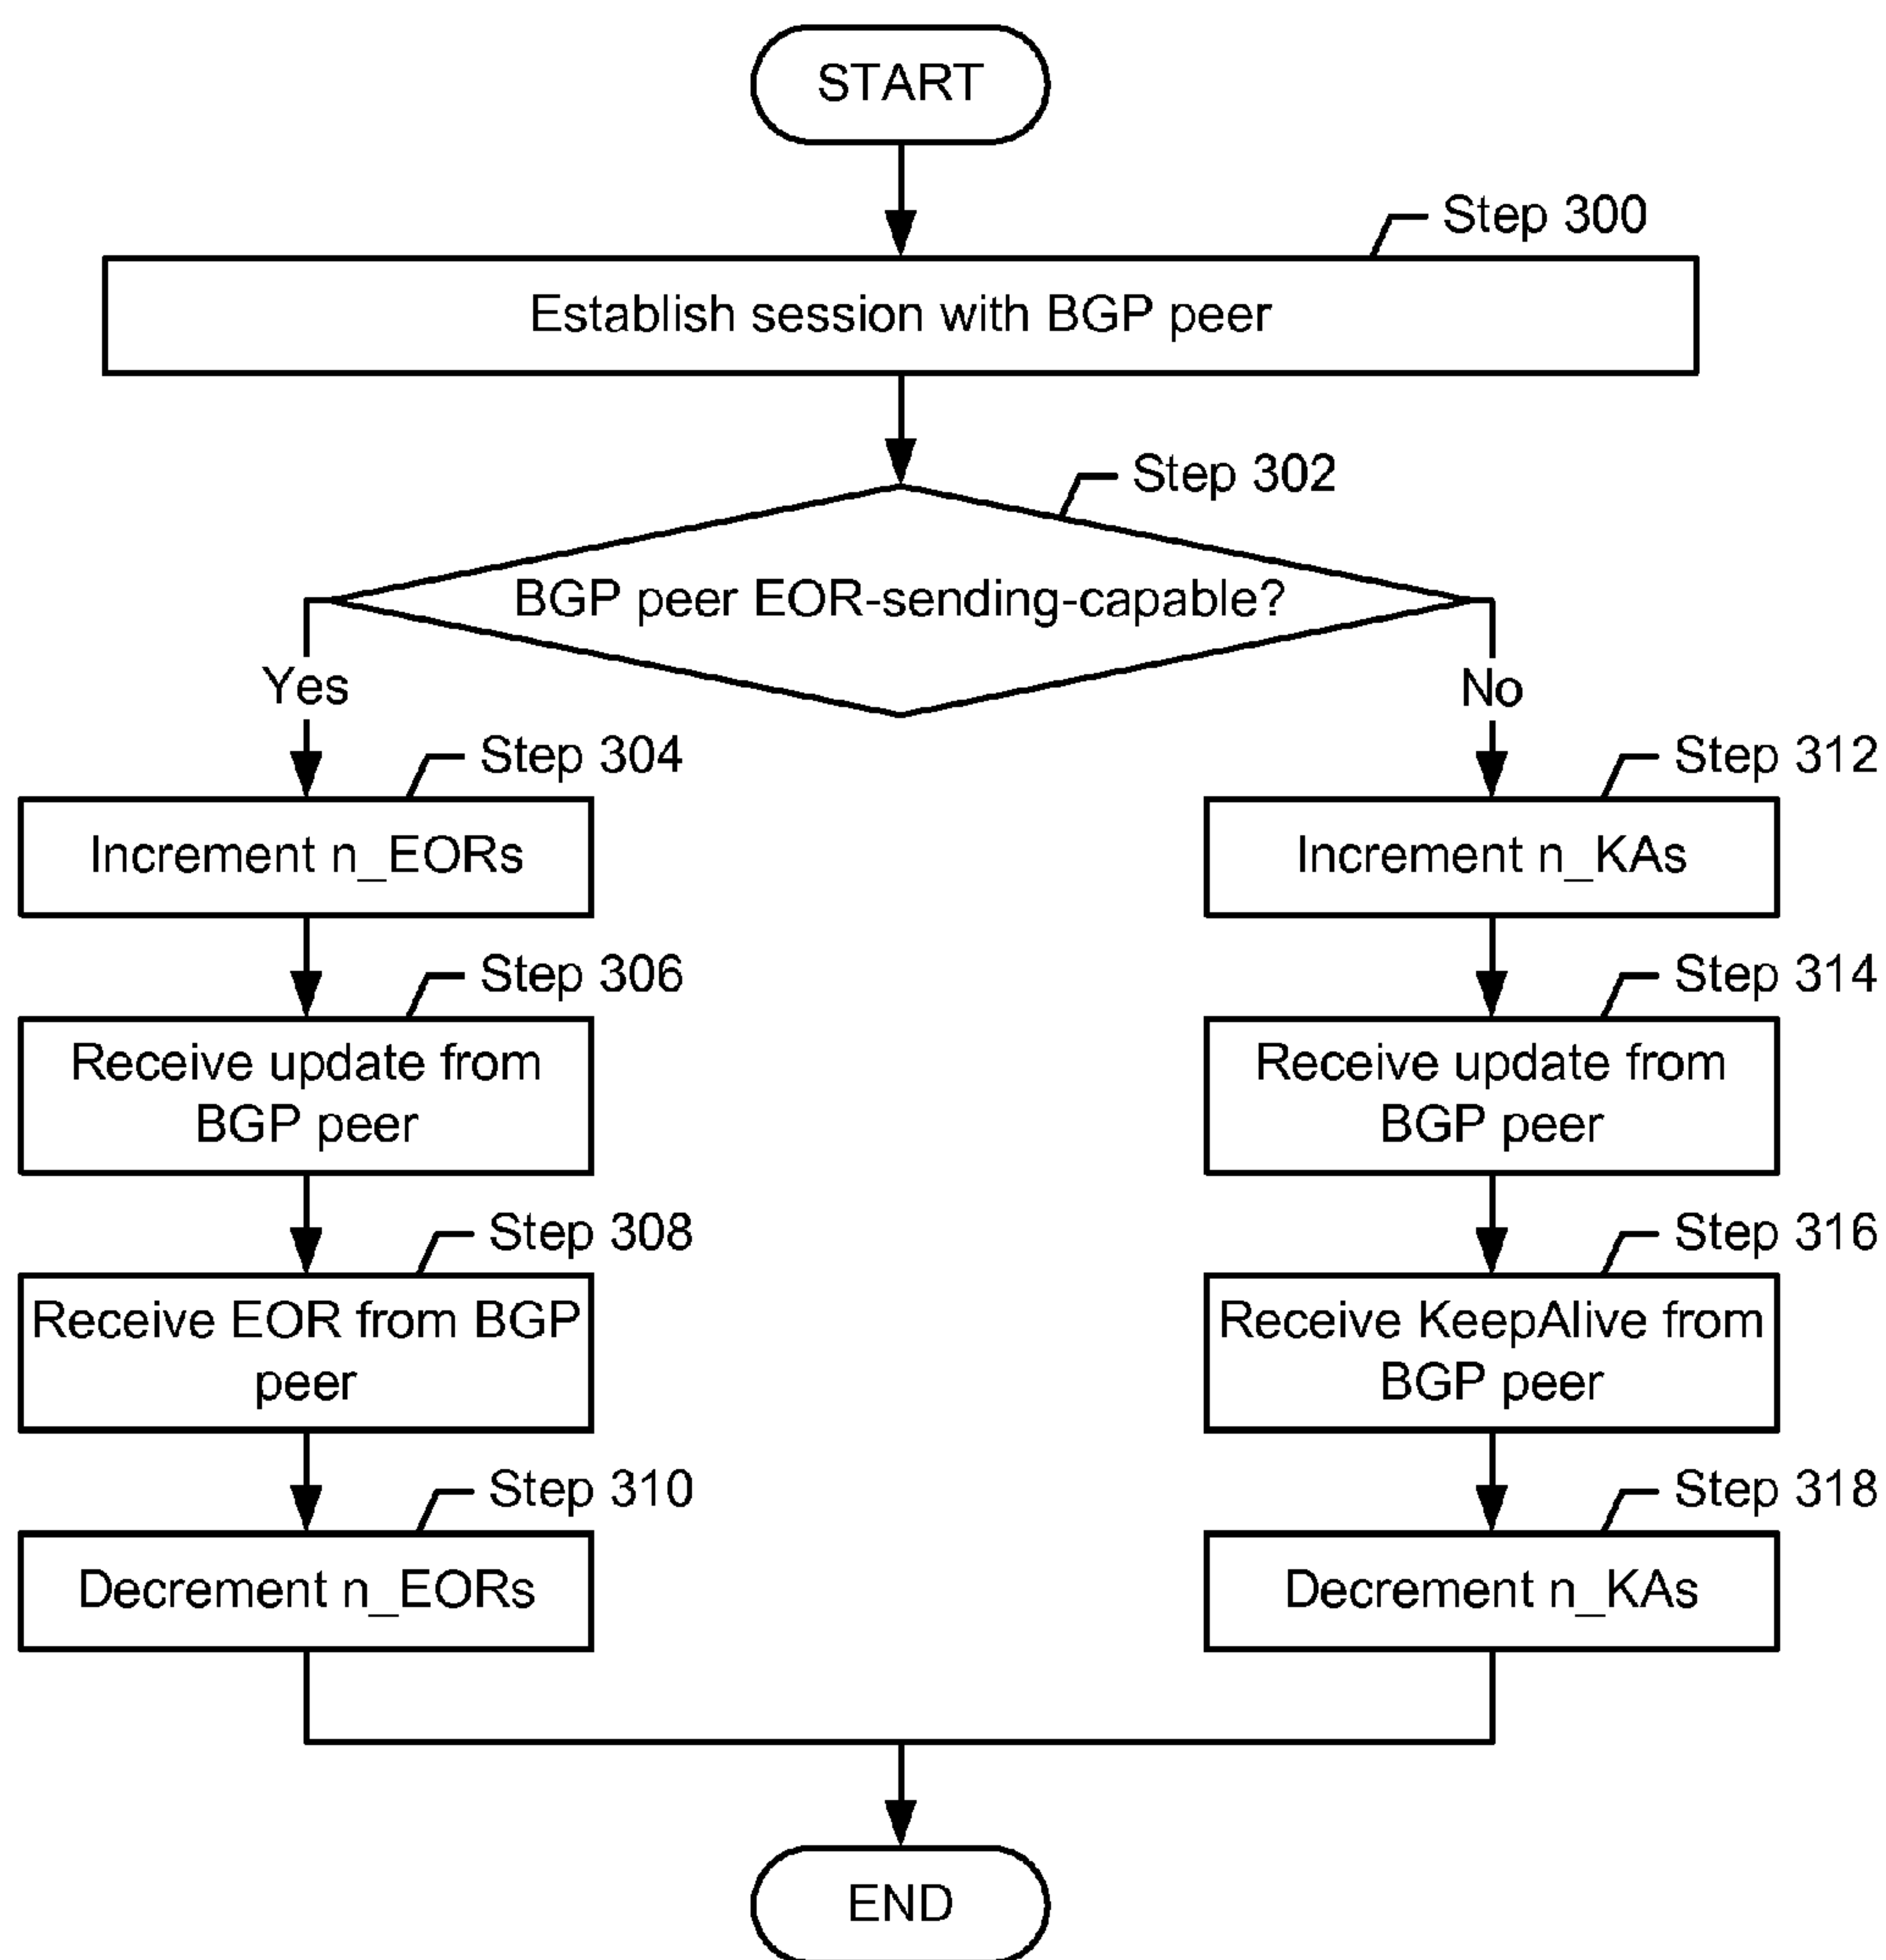 START
Step 300
Establish session with BGP peer
Step 302
BGP peer EOR-sending-capable?
Yes
No
Step 304
Increment n_EORs
Step 306
Receive update from
BGP peer
Step 308
Receive EOR from BGP
peer
Step 310
Decrement n_EORs
Step 312
Increment n_KAs
Step 314
Receive update from
BGP peer
Step 316
Receive KeepAlive from
BGP peer
Step 318
Decrement n_KAs
END